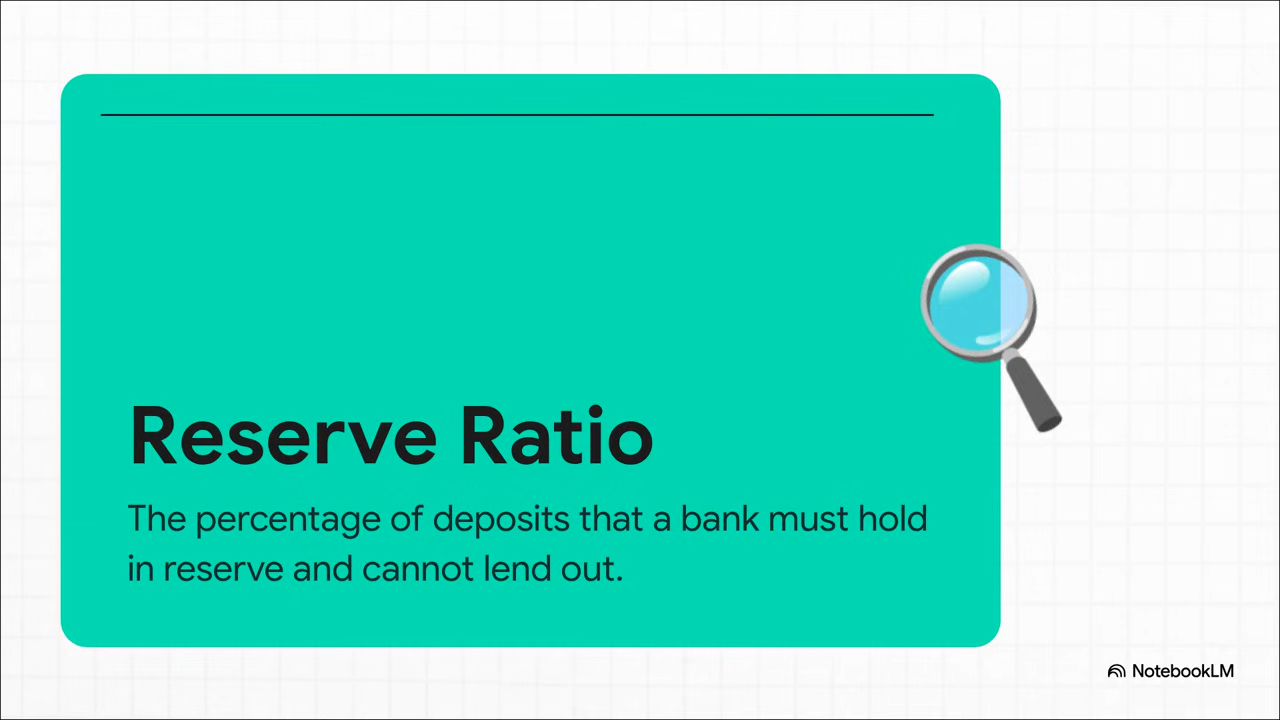 Reserve Ratio
The percentage of deposits that a bank must hold
in reserve and cannot lend out.
NotebookLM